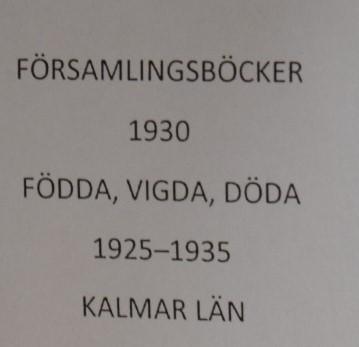 FÖRSAMLINGSBÖCKER
1930
FÖDDA, VIGDA, DÖDA
1925–1935
KALMAR LÄN